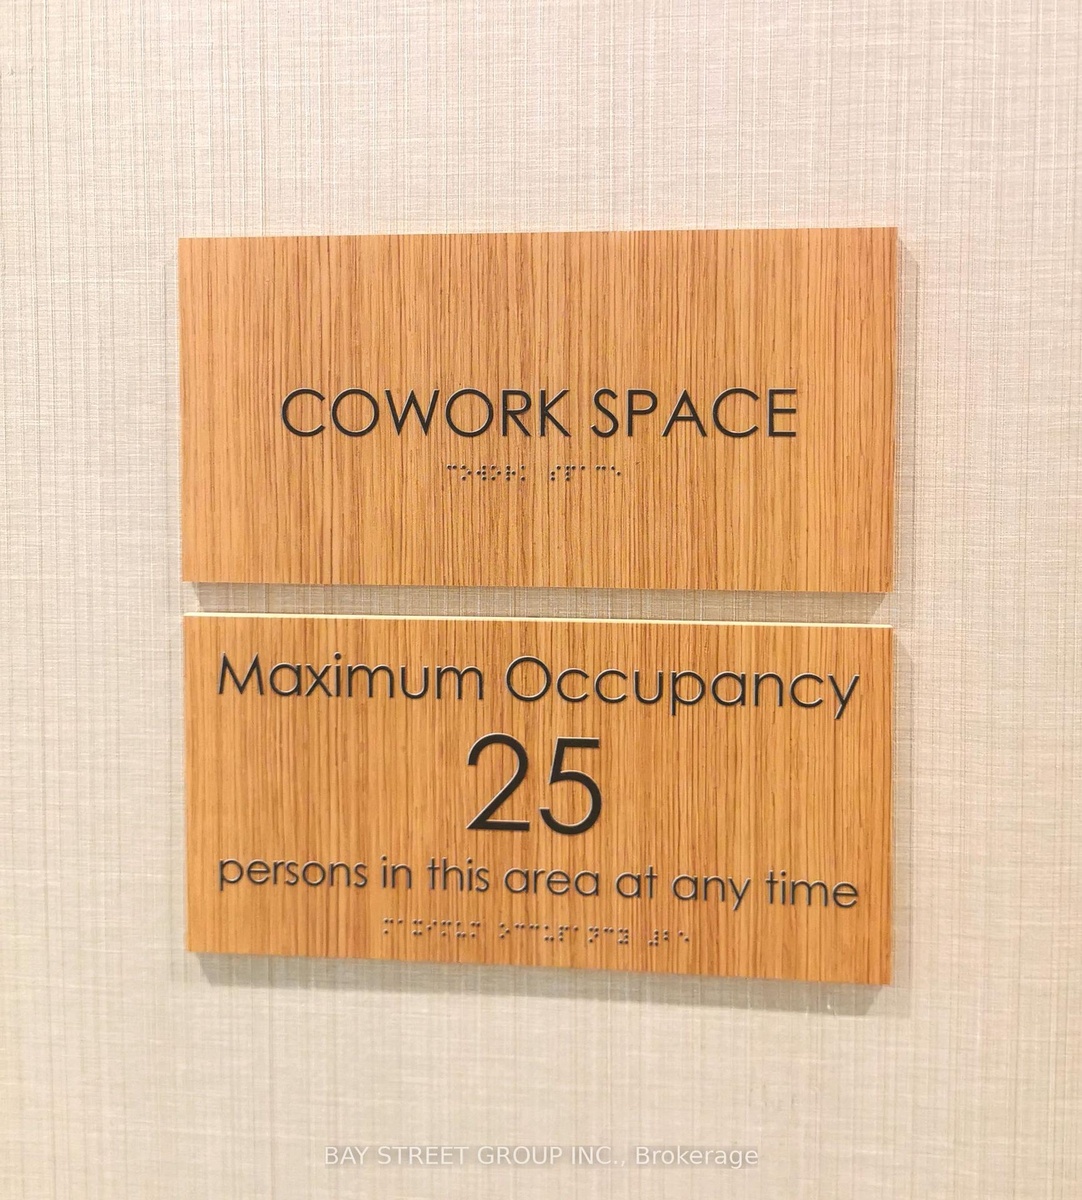 COWORK SPACE
⠉⠕⠺⠕⠗⠅ ⠎⠏⠁⠉⠑
Maximum Occupancy
25
persons in this area at any time
⠍⠁⠭⠊⠍⠥⠍ ⠕⠉⠉⠥⠏⠁⠝⠉⠽ ⠼⠃⠑
BAY STREET GROUP INC., Brokerage